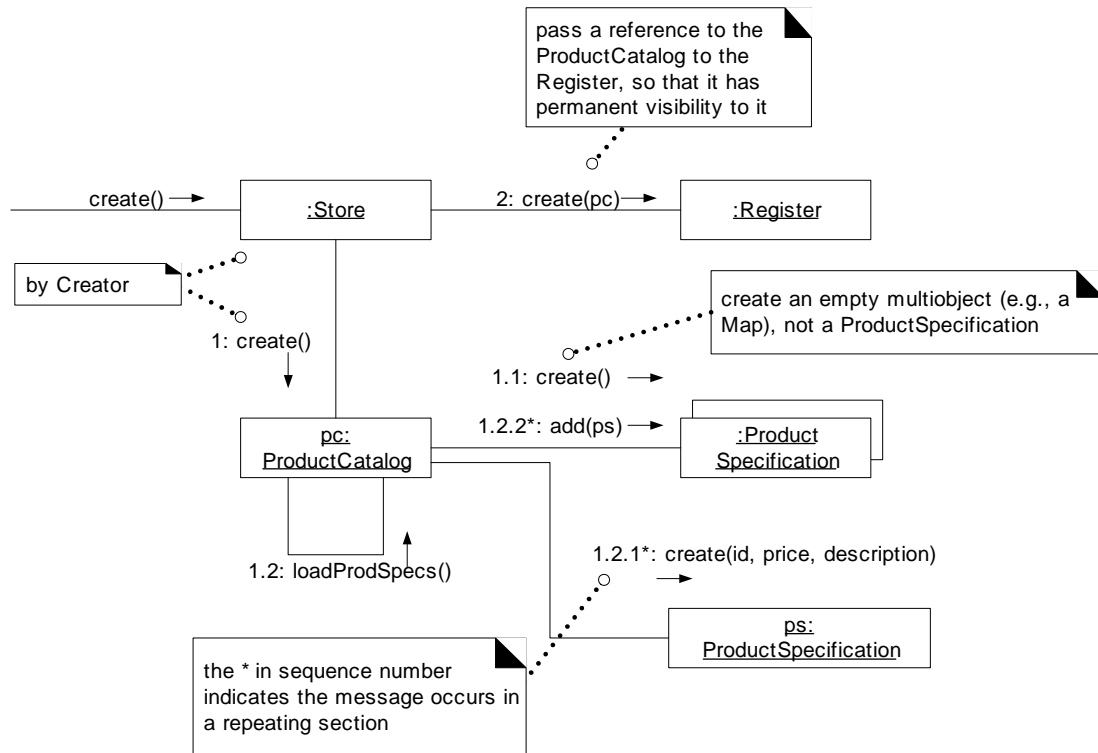 pass a reference to the
ProductCatalog to the
Register, so that it has
permanent visibility to it
create()
:Store
2: create(pc)
:Register
by Creator
create an empty multiobject (e.g., a
Map), not a ProductSpecification
1: create()
1.1: create()
pc:
ProductCatalog
1.2.2*: add(ps)
:Product
Specification
1.2: loadProdSpecs()
1.2.1*: create(id, price, description)
ps:
ProductSpecification
the * in sequence number
indicates the message occurs in
a repeating section